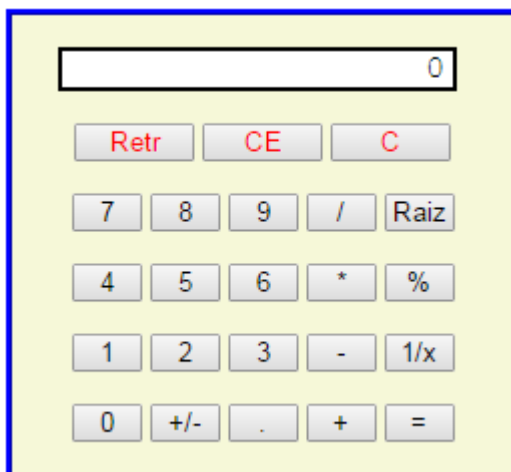 0
Retr CE C
7 8 9 / Raiz
4 5 6 * %
1 2 3 - 1/x
0 +/- . + =